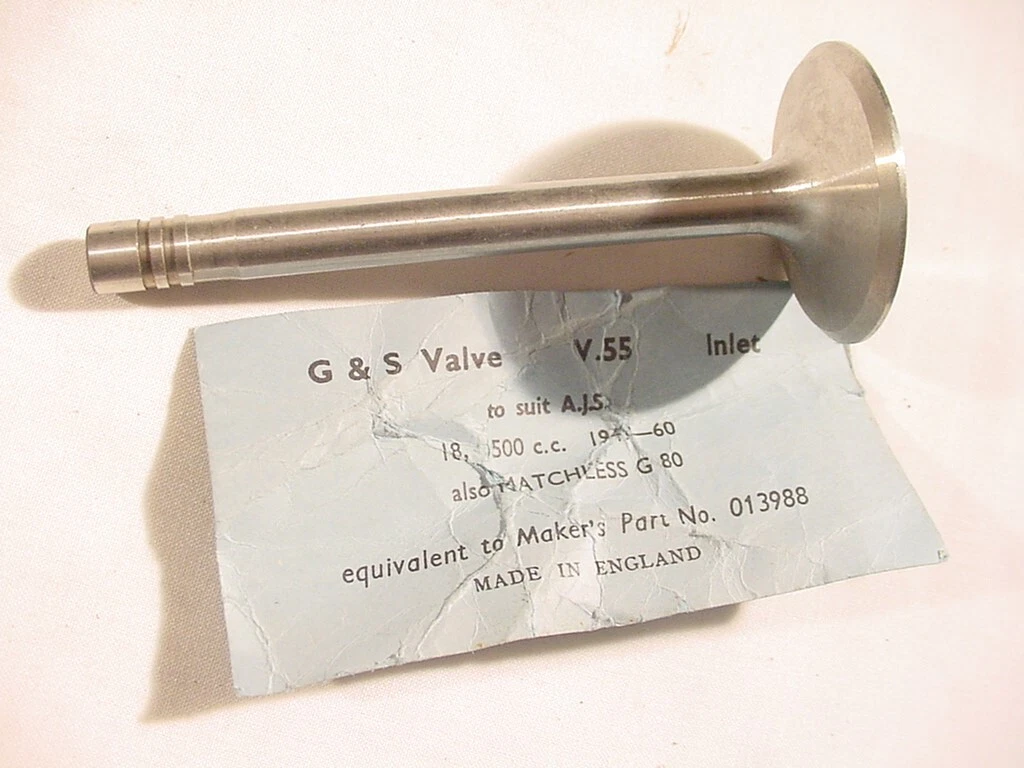 G & S Valve V.55 Inlet
to suit A.J.S.
18, 500 c.c. –60
also MATCHLESS G 80
equivalent to Maker's Part No. 013988
MADE IN ENGLAND